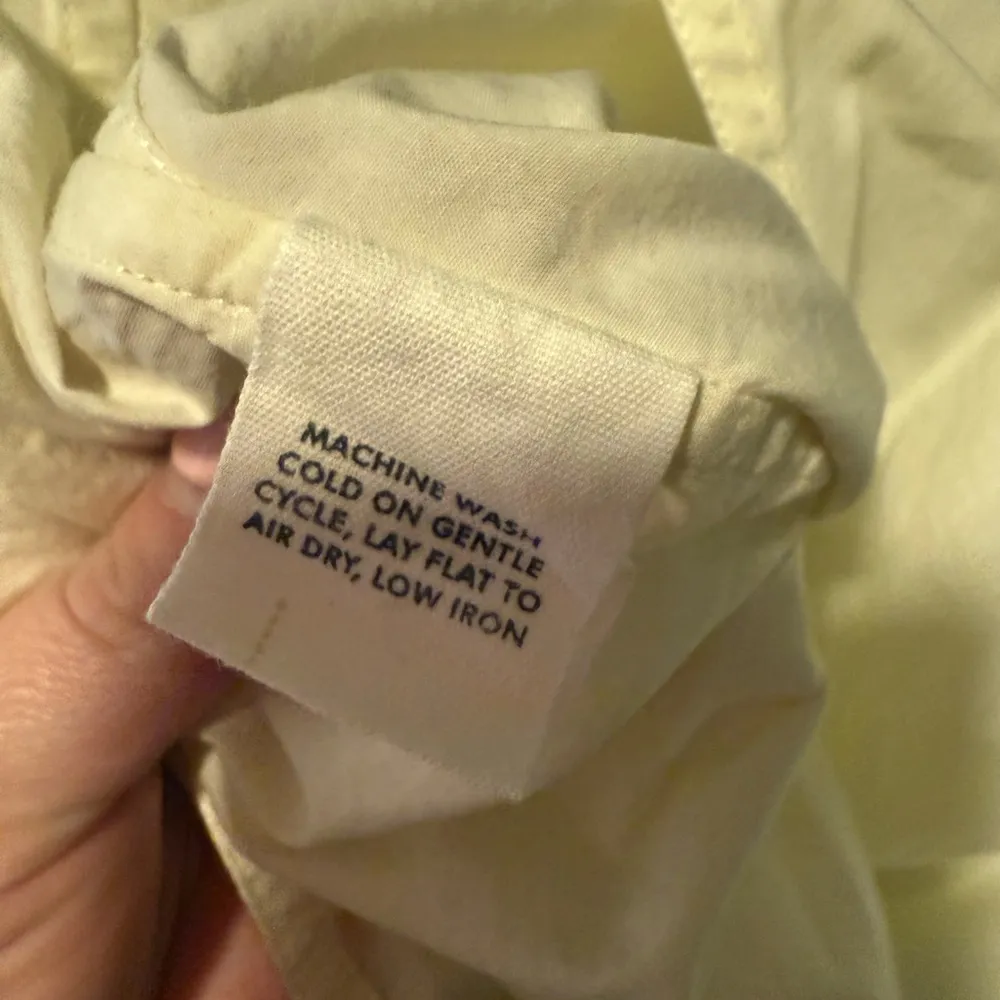 MACHINE WASH
COLD ON GENTLE
CYCLE, LAY FLAT TO
AIR DRY, LOW IRON